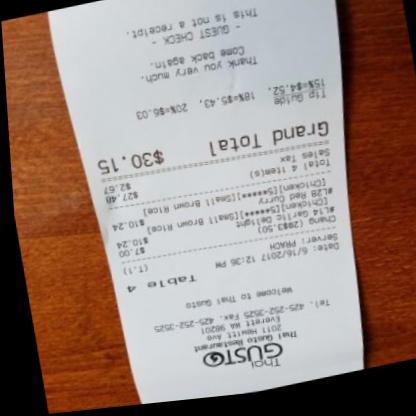 Thai
GUSTO
Thai Gusto Restaurant
2011 Hewitt Ave
Everett WA 98201
Tel. 425-252-3525 Fax. 425-252-3525
Welcome to Thai Gusto
Table 4
Date: 6/16/2017 12:36 PM (1.1)
Server: PRACH
Chang (2@$3.50) $7.00
#L14 Garlic Delight $10.24
[Chicken][5*****][Small Brown Rice]
#L28 Red Curry $10.24
[Chicken][5*****][Small Brown Rice]
Total 4 item(s) $27.48
Sales Tax $2.67
Grand Total $30.15
Tip Guide
15%=$4.52, 18%=$5.43, 20%=$6.03
Thank you very much.
Come back again.
- GUEST CHECK -
This is not a receipt.